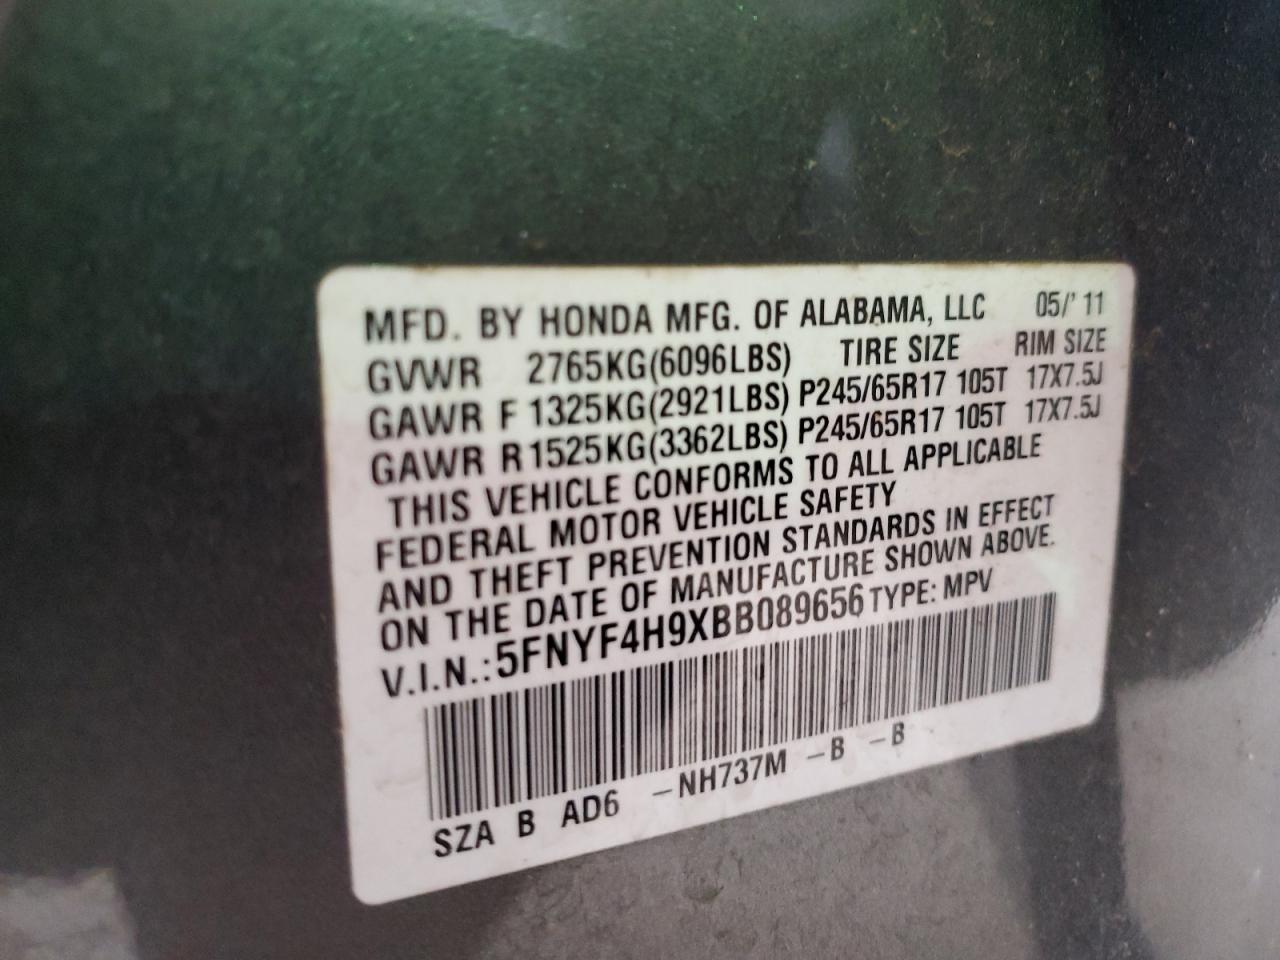 MFD. BY HONDA MFG. OF ALABAMA, LLC 05/'11
GVWR 2765KG(6096LBS) TIRE SIZE RIM SIZE
GAWR F 1325KG(2921LBS) P245/65R17 105T 17X7.5J
GAWR R 1525KG(3362LBS) P245/65R17 105T 17X7.5J
THIS VEHICLE CONFORMS TO ALL APPLICABLE
FEDERAL MOTOR VEHICLE SAFETY
AND THEFT PREVENTION STANDARDS IN EFFECT
ON THE DATE OF MANUFACTURE SHOWN ABOVE.
V.I.N.: 5FNYF4H9XBB089656 TYPE: MPV
SZA B AD6 -NH737M -B -B